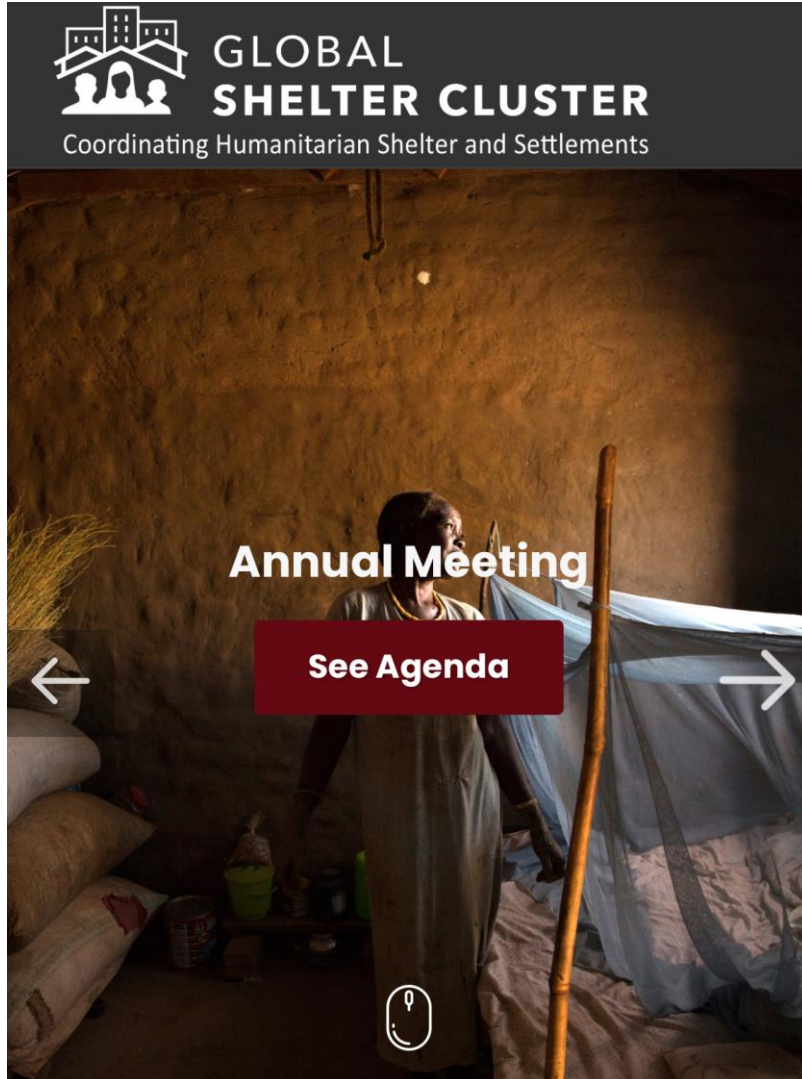 GLOBAL
SHELTER CLUSTER
Coordinating Humanitarian Shelter and Settlements
Annual Meeting
See Agenda